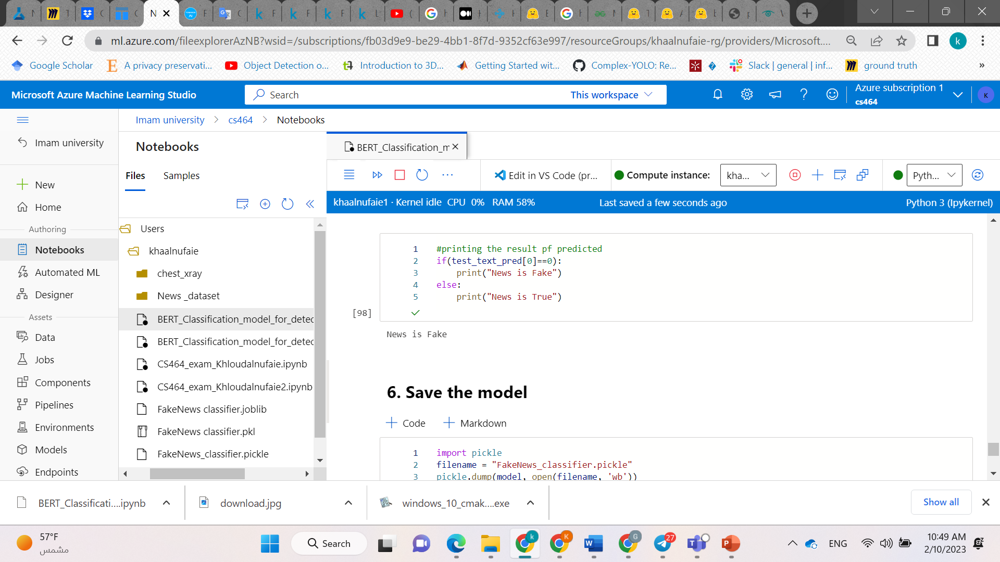 N
T
C
C
N
F
C
F
F
F
L
(
h
H
H
E
h
N
T
A
b
p
V
ml.azure.com/fileexplorerAzNB?wsid=/subscriptions/fb03d9e9-be29-4bb1-8f7d-9352cf63e997/resourceGroups/khaalnufaie-rg/providers/Microsoft....
k
Google Scholar
A privacy preservati...
Object Detection o...
Introduction to 3D...
Getting Started wit...
Complex-YOLO: Re...
Slack | general | inf...
ground truth
»
Microsoft Azure Machine Learning Studio
Search
This workspace
Azure subscription 1
cs464
K
Imam university > cs464 > Notebooks
Imam university
New
Home
Authoring
Notebooks
Automated ML
Designer
Assets
Data
Jobs
Components
Pipelines
Environments
Models
Endpoints
Notebooks
Files
Samples
Users
khaalnufaie
chest_xray
News _dataset
BERT_Classification_model_for_detec
BERT_Classification_model_for_detec
CS464_exam_Khloudalnufaie.ipynb
CS464_exam_Khloudalnufaie2.ipynb
FakeNews classifier.joblib
FakeNews classifier.pkl
FakeNews_classifier.pickle
BERT_Classification_m
Edit in VS Code (pr...
Compute instance:
kha...
Pyth...
khaalnufaie1 · Kernel idle CPU 0% RAM 58%
Last saved a few seconds ago
Python 3 (Ipykernel)
1 #printing the result pf predicted
2 if(test_text_pred[0]==0):
3 print("News is Fake")
4 else:
5 print("News is True")
[98]
News is Fake
6. Save the model
Code
Markdown
1 import pickle
2 filename = "FakeNews_classifier.pickle"
3 pickle.dump(model, open(filename, 'wb'))
BERT_Classificati....ipynb
download.jpg
windows_10_cmak....exe
Show all
57°F
مشمس
Search
k
K
W
G
27
T
P
ENG
10:49 AM
2/10/2023